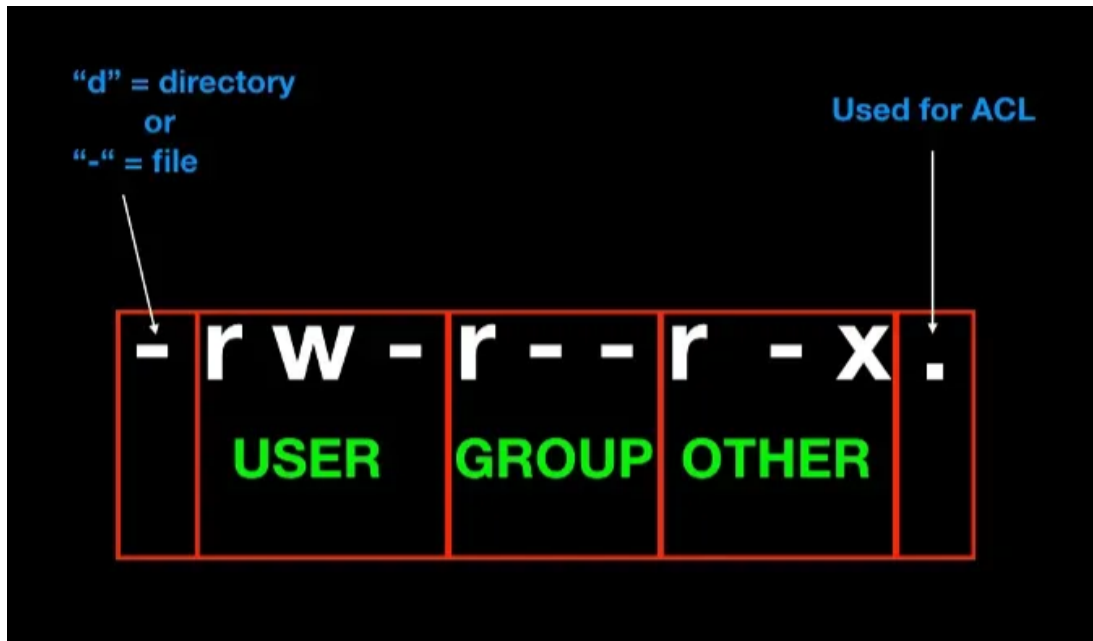 “d” = directory
or
“-“ = file
Used for ACL
- r w - r - - r - x .
USER GROUP OTHER